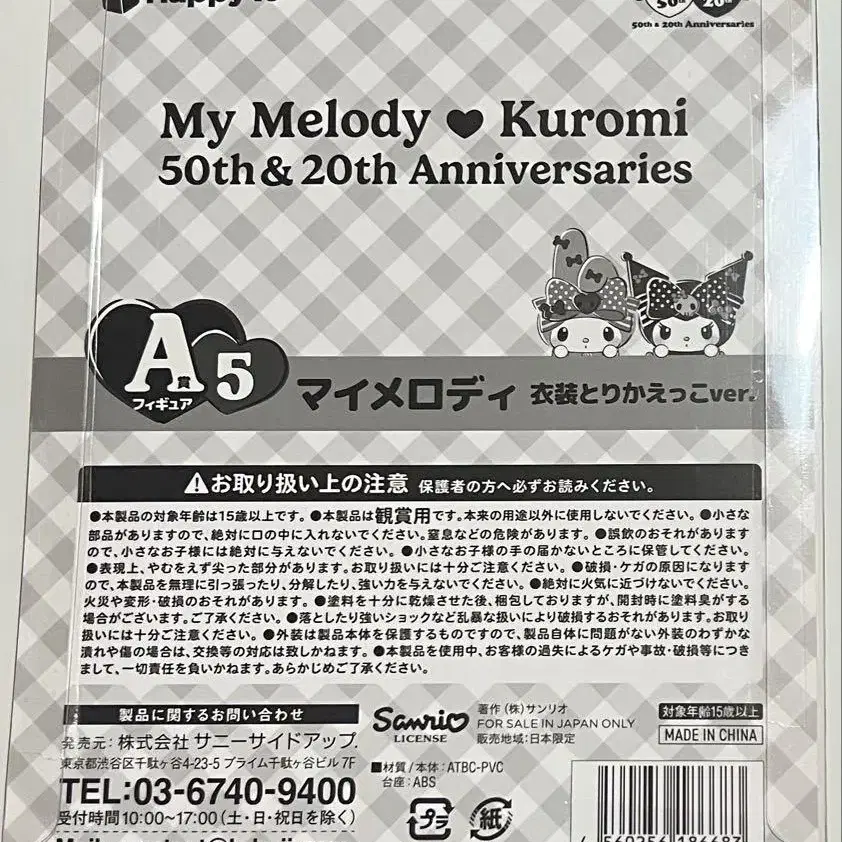 50th 20th
50th & 20th Anniversaries
My Melody ♥ Kuromi
50th & 20th Anniversaries
A賞 5
フィギュア
マイメロディ 衣装とりかえっこver.
⚠お取り扱い上の注意 保護者の方へ必ずお読みください。
●本製品の対象年齢は15歳以上です。●本製品は観賞用です。本来の用途以外に使用しないでください。●小さな
部品がありますので、絶対に口の中に入れないでください。窒息などの危険があります。●誤飲のおそれがあります
ので、小さなお子様には絶対に与えないでください。●小さなお子様の手の届かないところに保管してください。
●表現上、やむをえず尖った部分があります。お取り扱いには十分ご注意ください。●破損・ケガの原因になります
ので、本製品を無理に引っ張ったり、分解したり、強い力を与えないでください。●絶対に火気に近づけないでください。
火災や変形・破損のおそれがあります。●塗料を十分に乾燥させた後、梱包しておりますが、開封時に塗料臭がする
場合がございます。ご了承ください。●落としたり強いショックなど乱暴な扱いにより破損するおそれがあります。お取り
扱いには十分ご注意ください。●外装は製品本体を保護するものですので、製品自体に問題がない外装のわずかな
潰れや傷の場合は、交換等の対応は致しかねます。●本製品を使用中、お客様の過失によるケガや事故・破損等につき
まして、一切責任を負いかねます。あらかじめご了承ください。
製品に関するお問い合わせ
発売元:株式会社 サニーサイドアップ.
東京都渋谷区千駄ヶ谷4-23-5 プライム千駄ヶ谷ビル 7F
TEL:03-6740-9400
受付時間10:00〜17:00(土・日・祝日を除く)
Sanrio
LICENSE
著作(株)サンリオ
FOR SALE IN JAPAN ONLY
販売地域:日本限定
対象年齢15歳以上
MADE IN CHINA
■材質/本体:ATBC-PVC
台座:ABS
プラ
紙
4 560256 186687